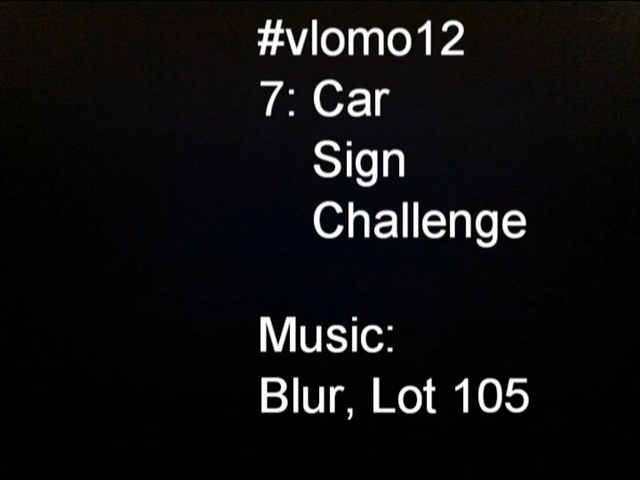 #vlomo12
7: Car
Sign
Challenge
Music:
Blur, Lot 105